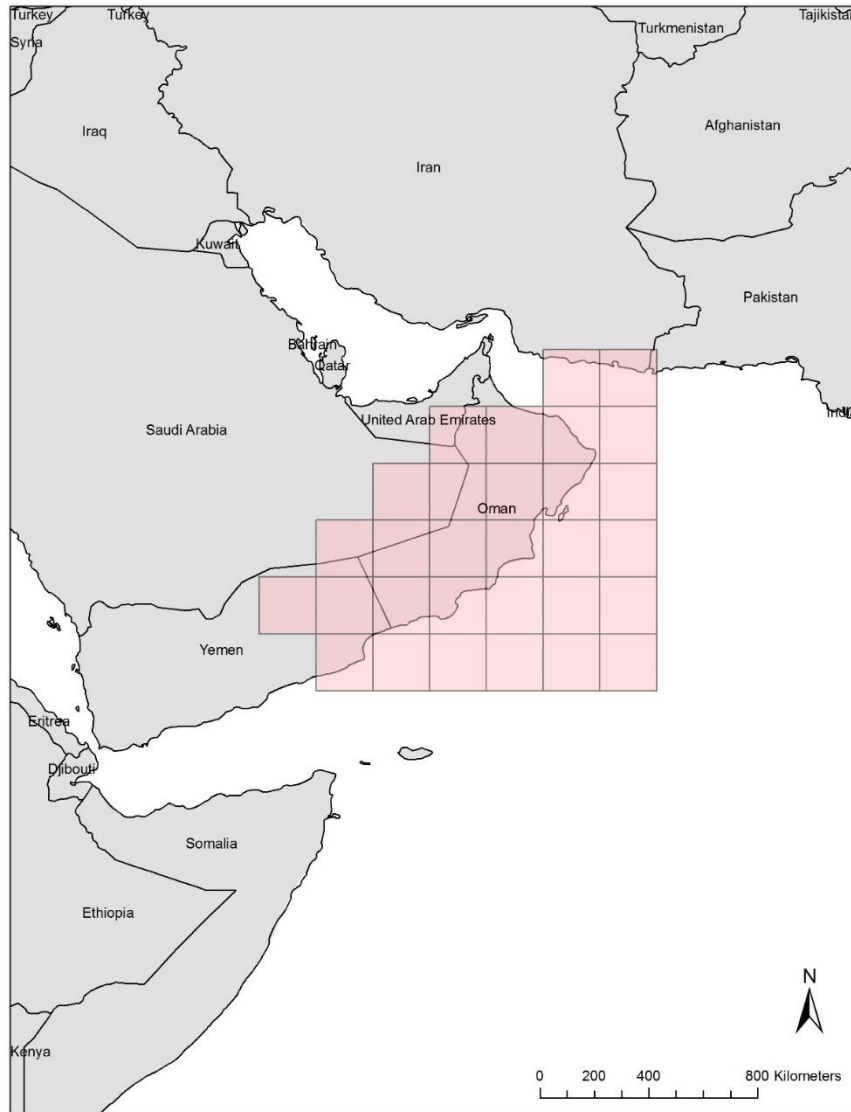 Turkey
Turkey
Tajikistan
Turkmenistan
Syria
Afghanistan
Iraq
Iran
Kuwait
Pakistan
Bahrain
Qatar
United Arab Emirates
Indi
Saudi Arabia
Oman
Yemen
Eritrea
Djibouti
Somalia
Ethiopia
N
Kenya
0 200 400 800 Kilometers